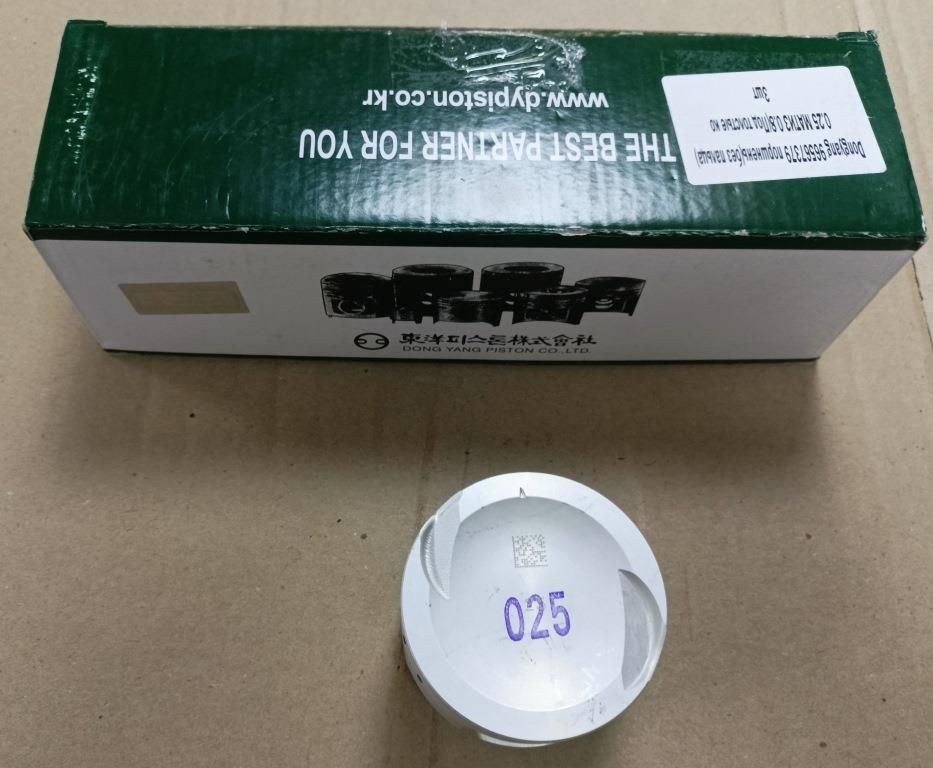 THE BEST PARTNER FOR YOU
www.dypiston.co.kr
Dongyang 96567379 поршень(без пальца)
0.25 МАТИЗ 0.8(под толстые ко
3шт
東洋피스톤株式會社
DONG YANG PISTON CO.,LTD.
A
025